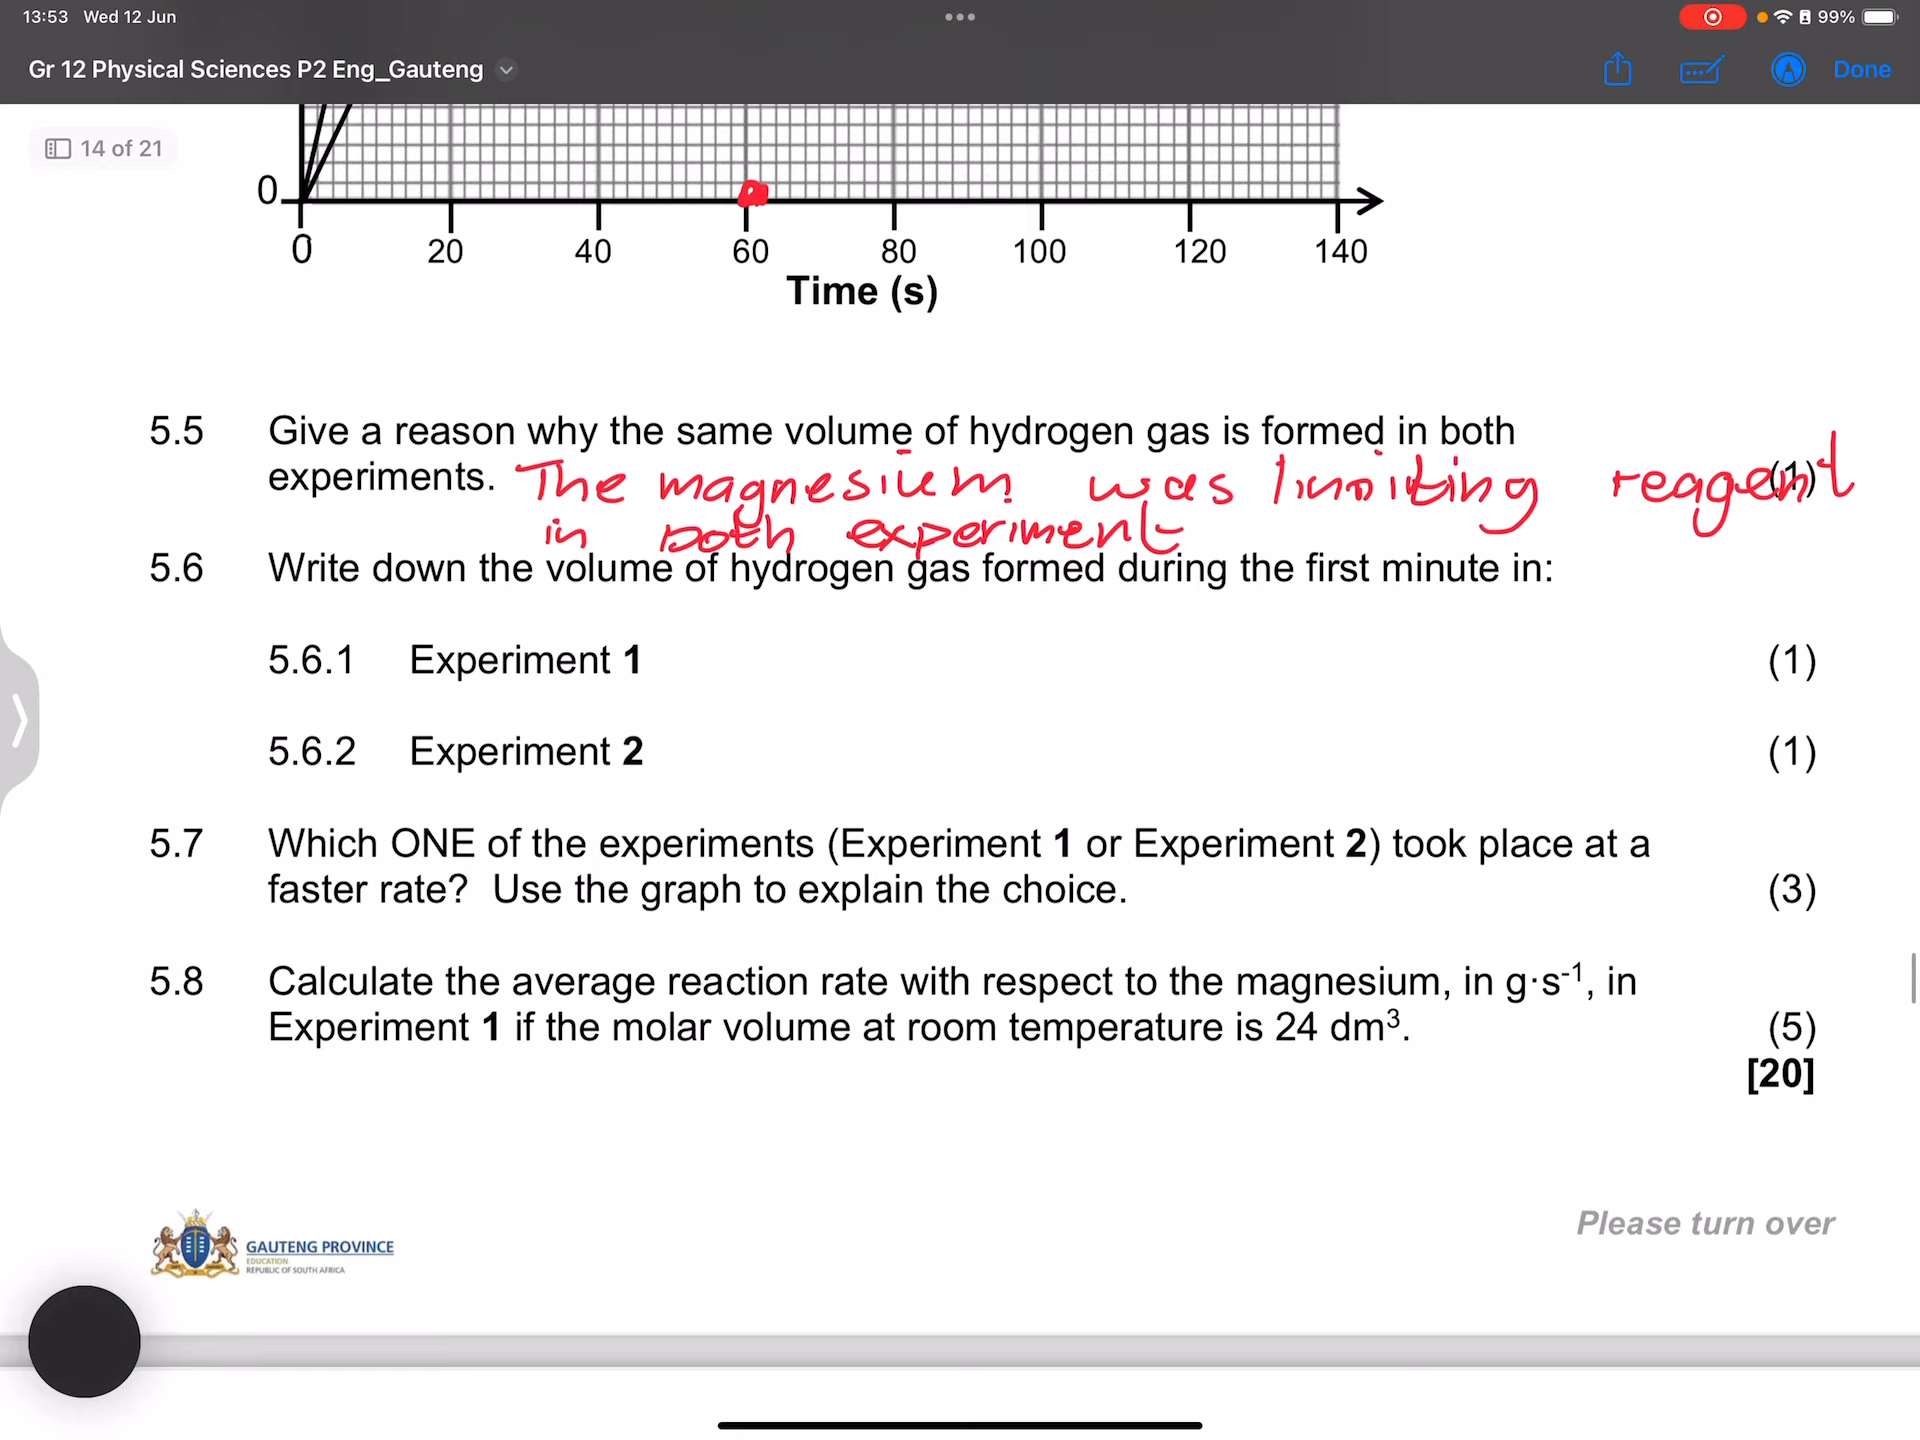 13:53 Wed 12 Jun
99%
Gr 12 Physical Sciences P2 Eng_Gauteng
Done
14 of 21
0
0 20 40 60 80 100 120 140
Time (s)
5.5 Give a reason why the same volume of hydrogen gas is formed in both
experiments. The magnesium was limiting reagent (1)
in both experiment
5.6 Write down the volume of hydrogen gas formed during the first minute in:
5.6.1 Experiment 1 (1)
5.6.2 Experiment 2 (1)
5.7 Which ONE of the experiments (Experiment 1 or Experiment 2) took place at a
faster rate? Use the graph to explain the choice. (3)
5.8 Calculate the average reaction rate with respect to the magnesium, in g·s⁻¹, in
Experiment 1 if the molar volume at room temperature is 24 dm³. (5)
[20]
Please turn over
GAUTENG PROVINCE
EDUCATION
REPUBLIC OF SOUTH AFRICA